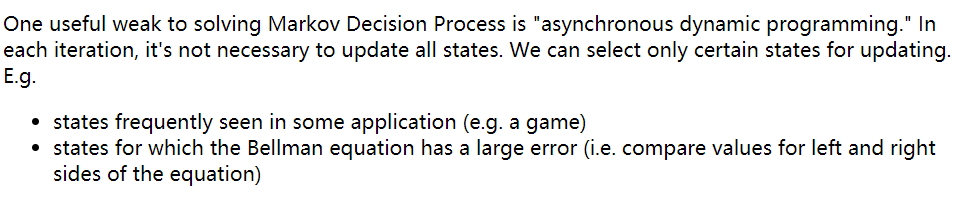 One useful weak to solving Markov Decision Process is "asynchronous dynamic programming." In
each iteration, it's not necessary to update all states. We can select only certain states for updating.
E.g.
• states frequently seen in some application (e.g. a game)
• states for which the Bellman equation has a large error (i.e. compare values for left and right
sides of the equation)